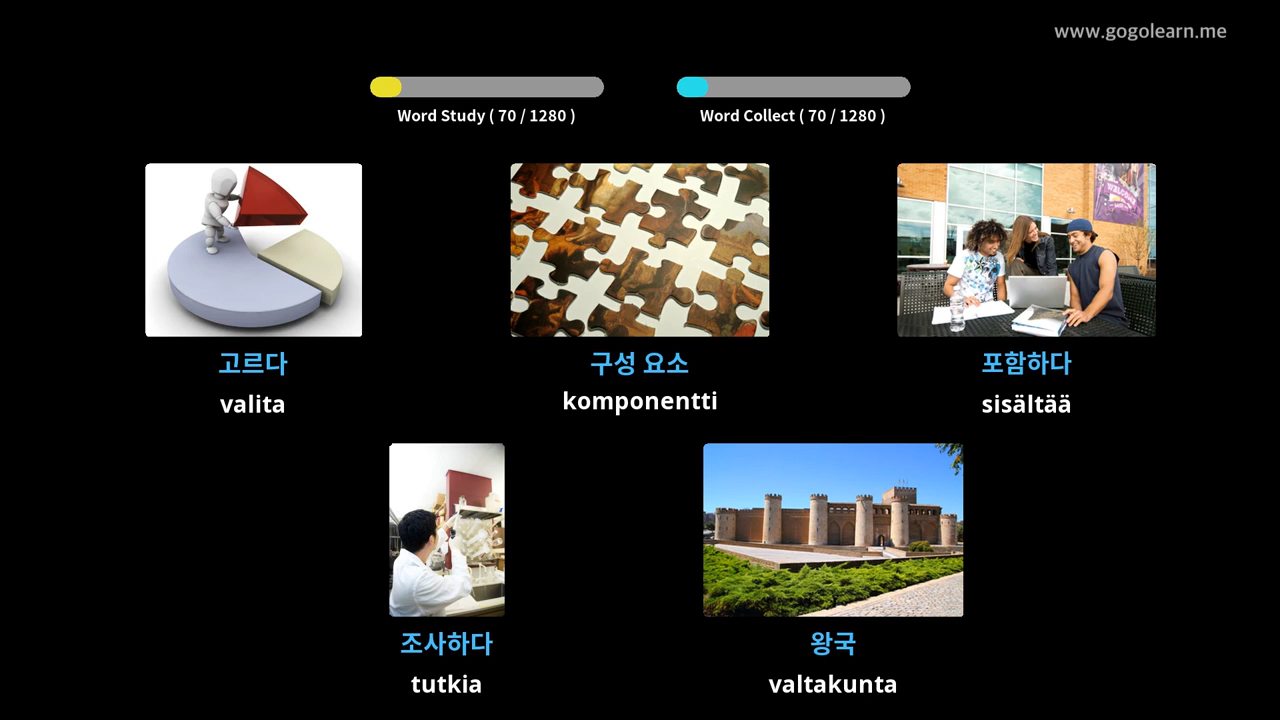 www.gogolearn.me
Word Study ( 70 / 1280 )
Word Collect ( 70 / 1280 )
고르다
valita
구성 요소
komponentti
포함하다
sisältää
조사하다
tutkia
왕국
valtakunta